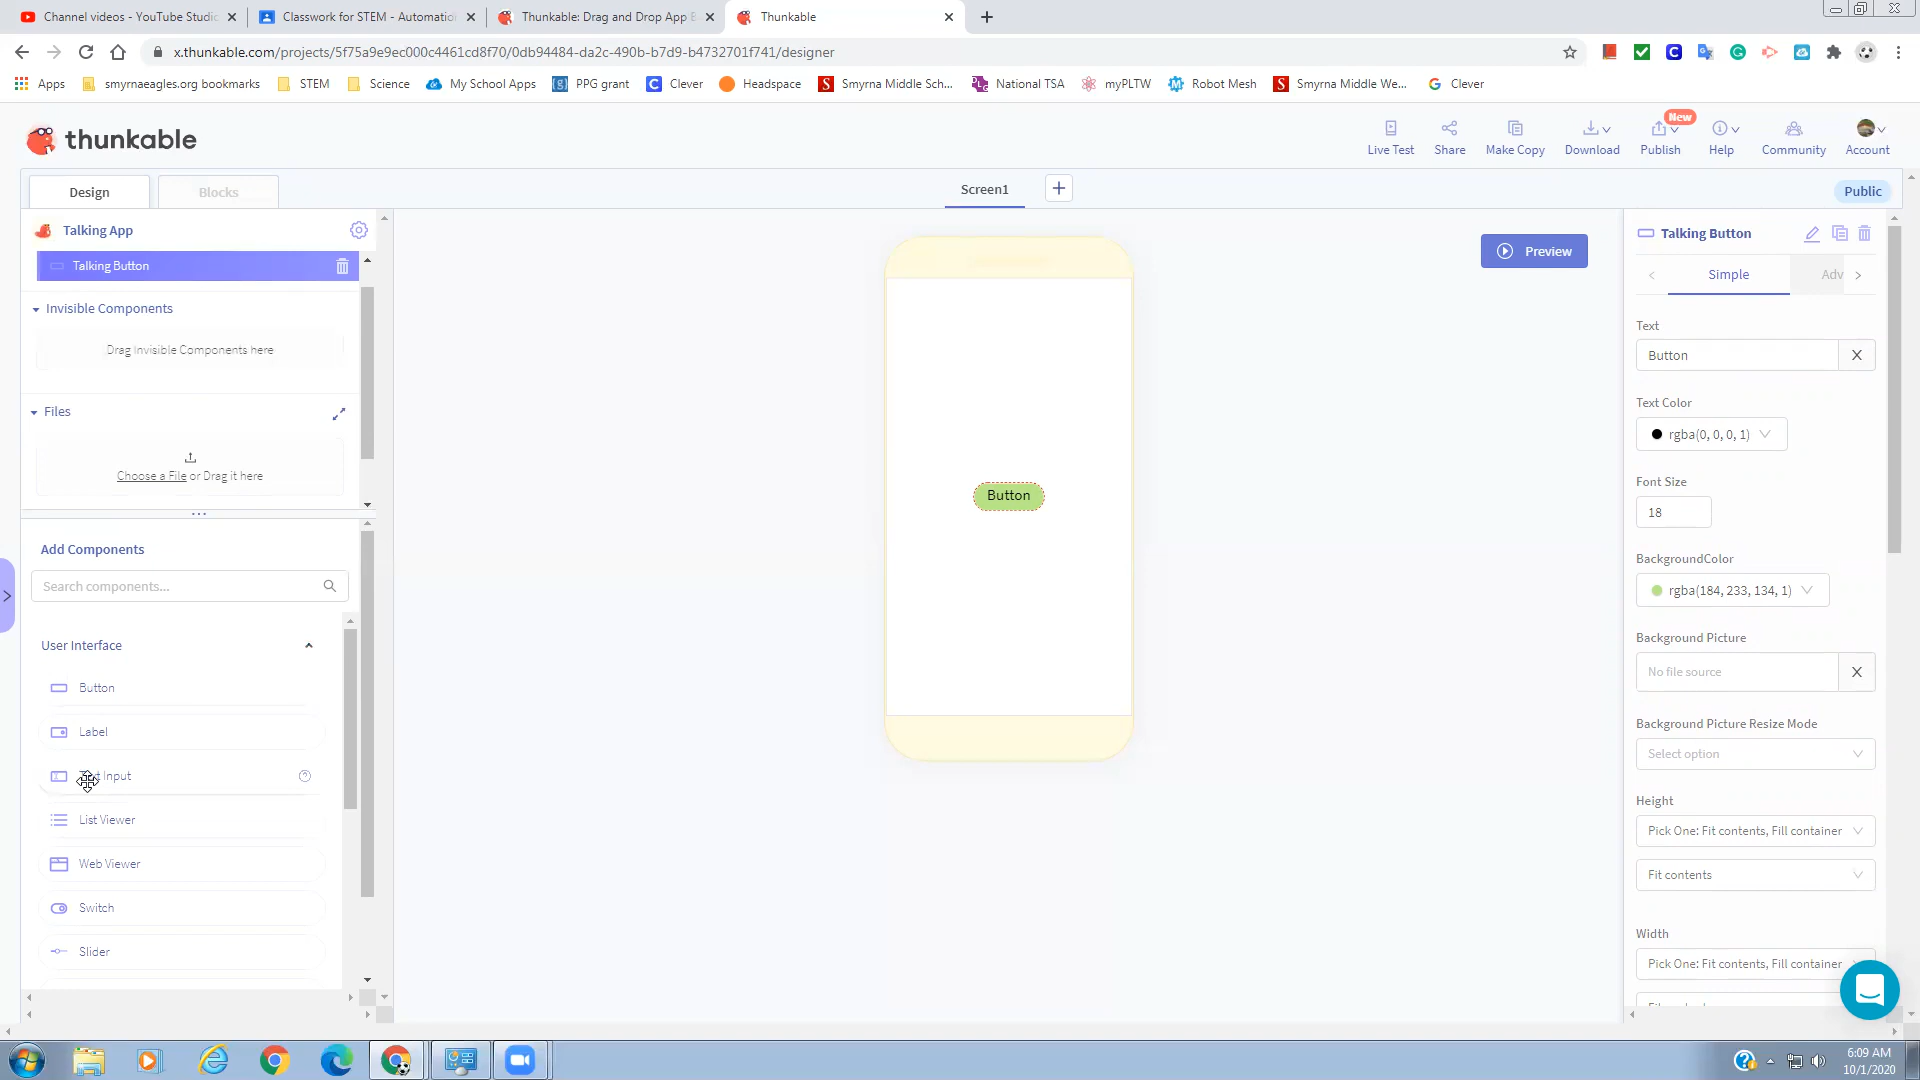 Channel videos - YouTube Studio
Classwork for STEM - Automatio
Thunkable: Drag and Drop App B
Thunkable
x.thunkable.com/projects/5f75a9e9ec000c4461cd8f70/0db94484-da2c-490b-b7d9-b4732701f741/designer
Apps
smyrnaeagles.org bookmarks
STEM
Science
My School Apps
PPG grant
Clever
Headspace
Smyrna Middle Sch...
National TSA
myPLTW
Robot Mesh
Smyrna Middle We...
Clever
thunkable
Live Test
Share
Make Copy
Download
New
Publish
Help
Community
Account
Design
Blocks
Screen1
Public
Talking App
Talking Button
Invisible Components
Drag Invisible Components here
Files
Choose a File or Drag it here
Add Components
Search components...
User Interface
Button
Label
Input
List Viewer
Web Viewer
Switch
Slider
Button
Preview
Talking Button
Simple
Adv
Text
Button
X
Text Color
rgba(0, 0, 0, 1)
Font Size
18
BackgroundColor
rgba(184, 233, 134, 1)
Background Picture
No file source
X
Background Picture Resize Mode
Select option
Height
Pick One: Fit contents, Fill container
Fit contents
Width
Pick One: Fit contents, Fill container
6:09 AM
10/1/2020